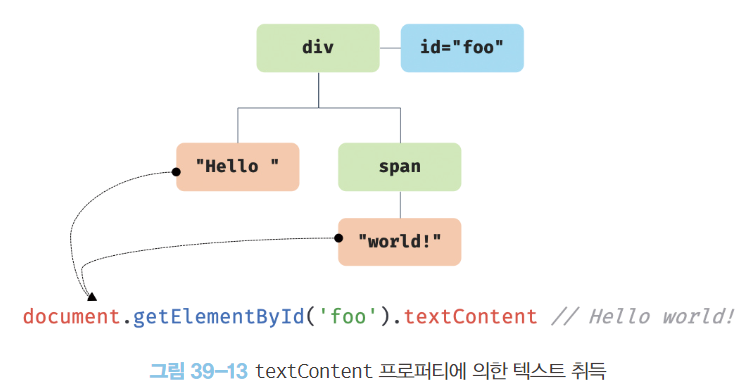 div
id="foo"
"Hello "
span
"world!"
document.getElementById('foo').textContent // Hello world!
그림 39-13 textContent 프로퍼티에 의한 텍스트 취득